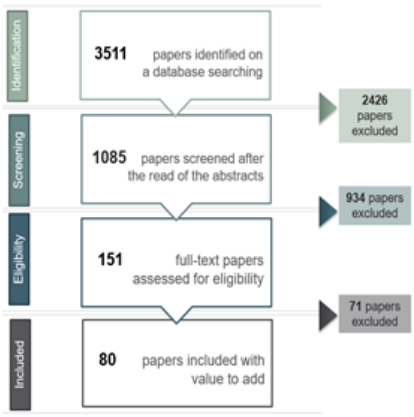 Identification
3511 papers identified on
a database searching
2426
papers
excluded
Screening
1085 papers screened after
the read of the abstracts
934 papers
excluded
Eligibility
151 full-text papers
assessed for eligibility
71 papers
excluded
Included
80 papers included with
value to add